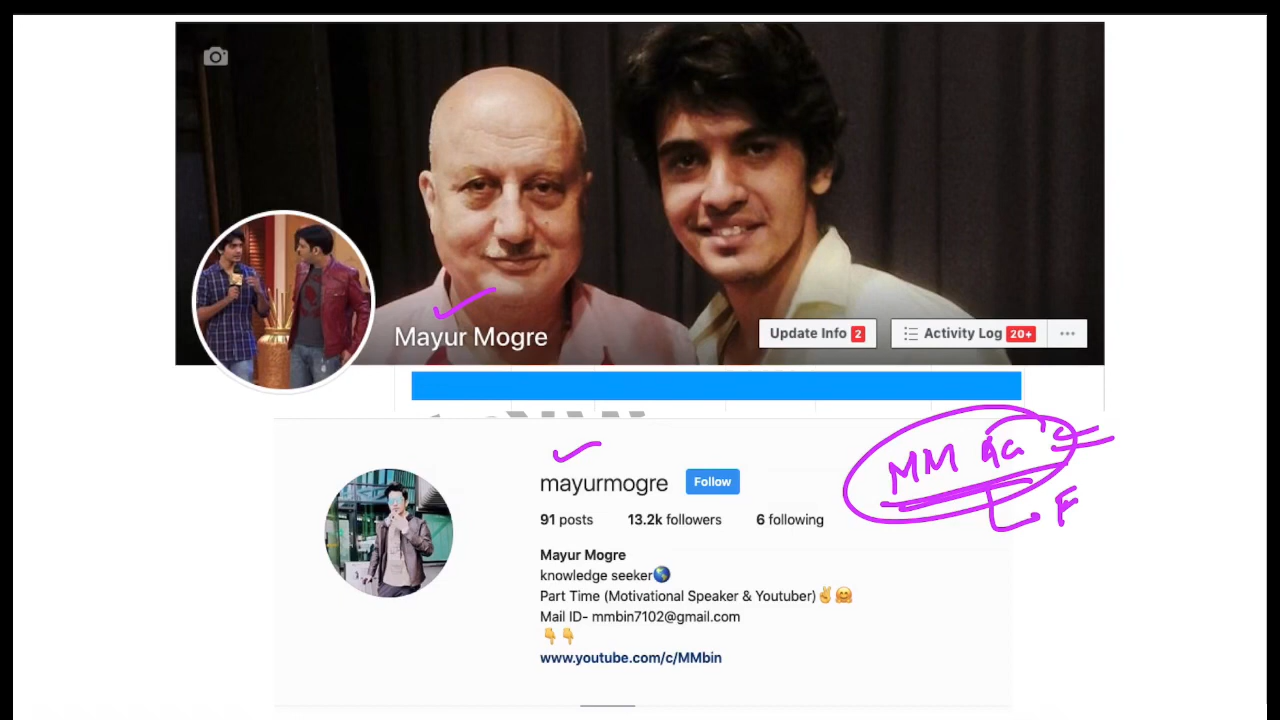 Mayur Mogre
Update Info 2
Activity Log 20+
mayurmogre
Follow
91 posts 13.2k followers 6 following
Mayur Mogre
knowledge seeker🌎
Part Time (Motivational Speaker & Youtuber)✌️🤗
Mail ID- mmbin7102@gmail.com
👇👇
www.youtube.com/c/MMbin
MM
F